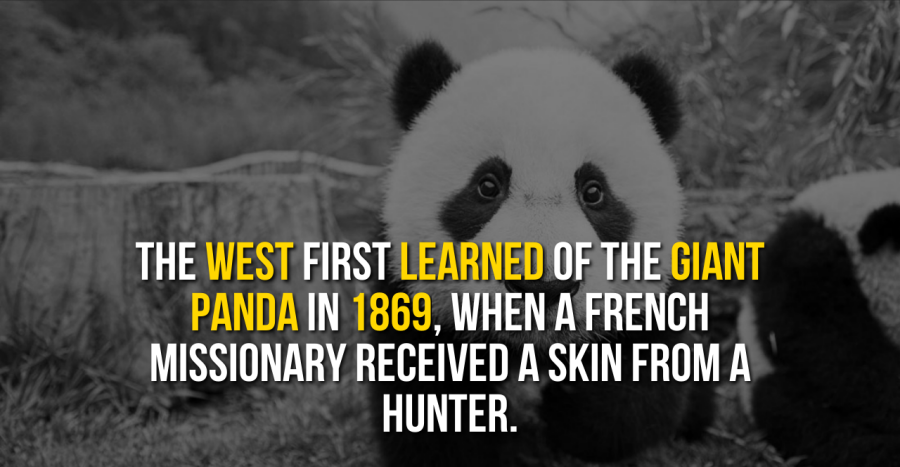 THE WEST FIRST LEARNED OF THE GIANT
PANDA IN 1869, WHEN A FRENCH
MISSIONARY RECEIVED A SKIN FROM A
HUNTER.